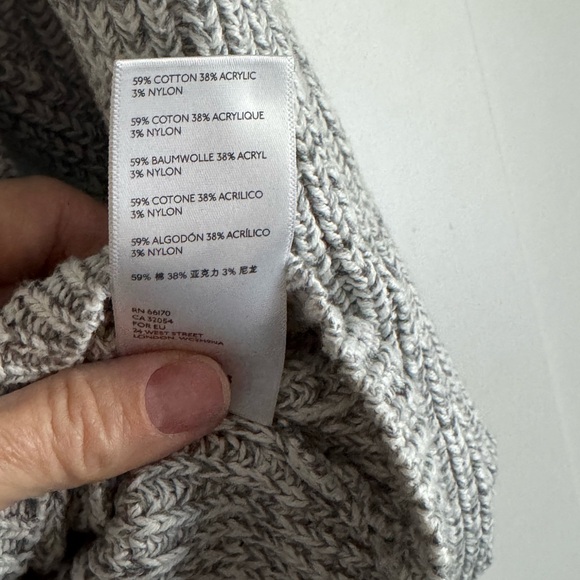 59% COTTON 38% ACRYLIC
3% NYLON
59% COTON 38% ACRYLIQUE
3% NYLON
59% BAUMWOLLE 38% ACRYL
3% NYLON
59% COTONE 38% ACRILICO
3% NYLON
59% ALGODÓN 38% ACRÍLICO
3% NYLON
59% 棉 38% 亚克力 3% 尼龙
RN 66170
CA 32054
FOR EU
24 WEST STREET
LONDON